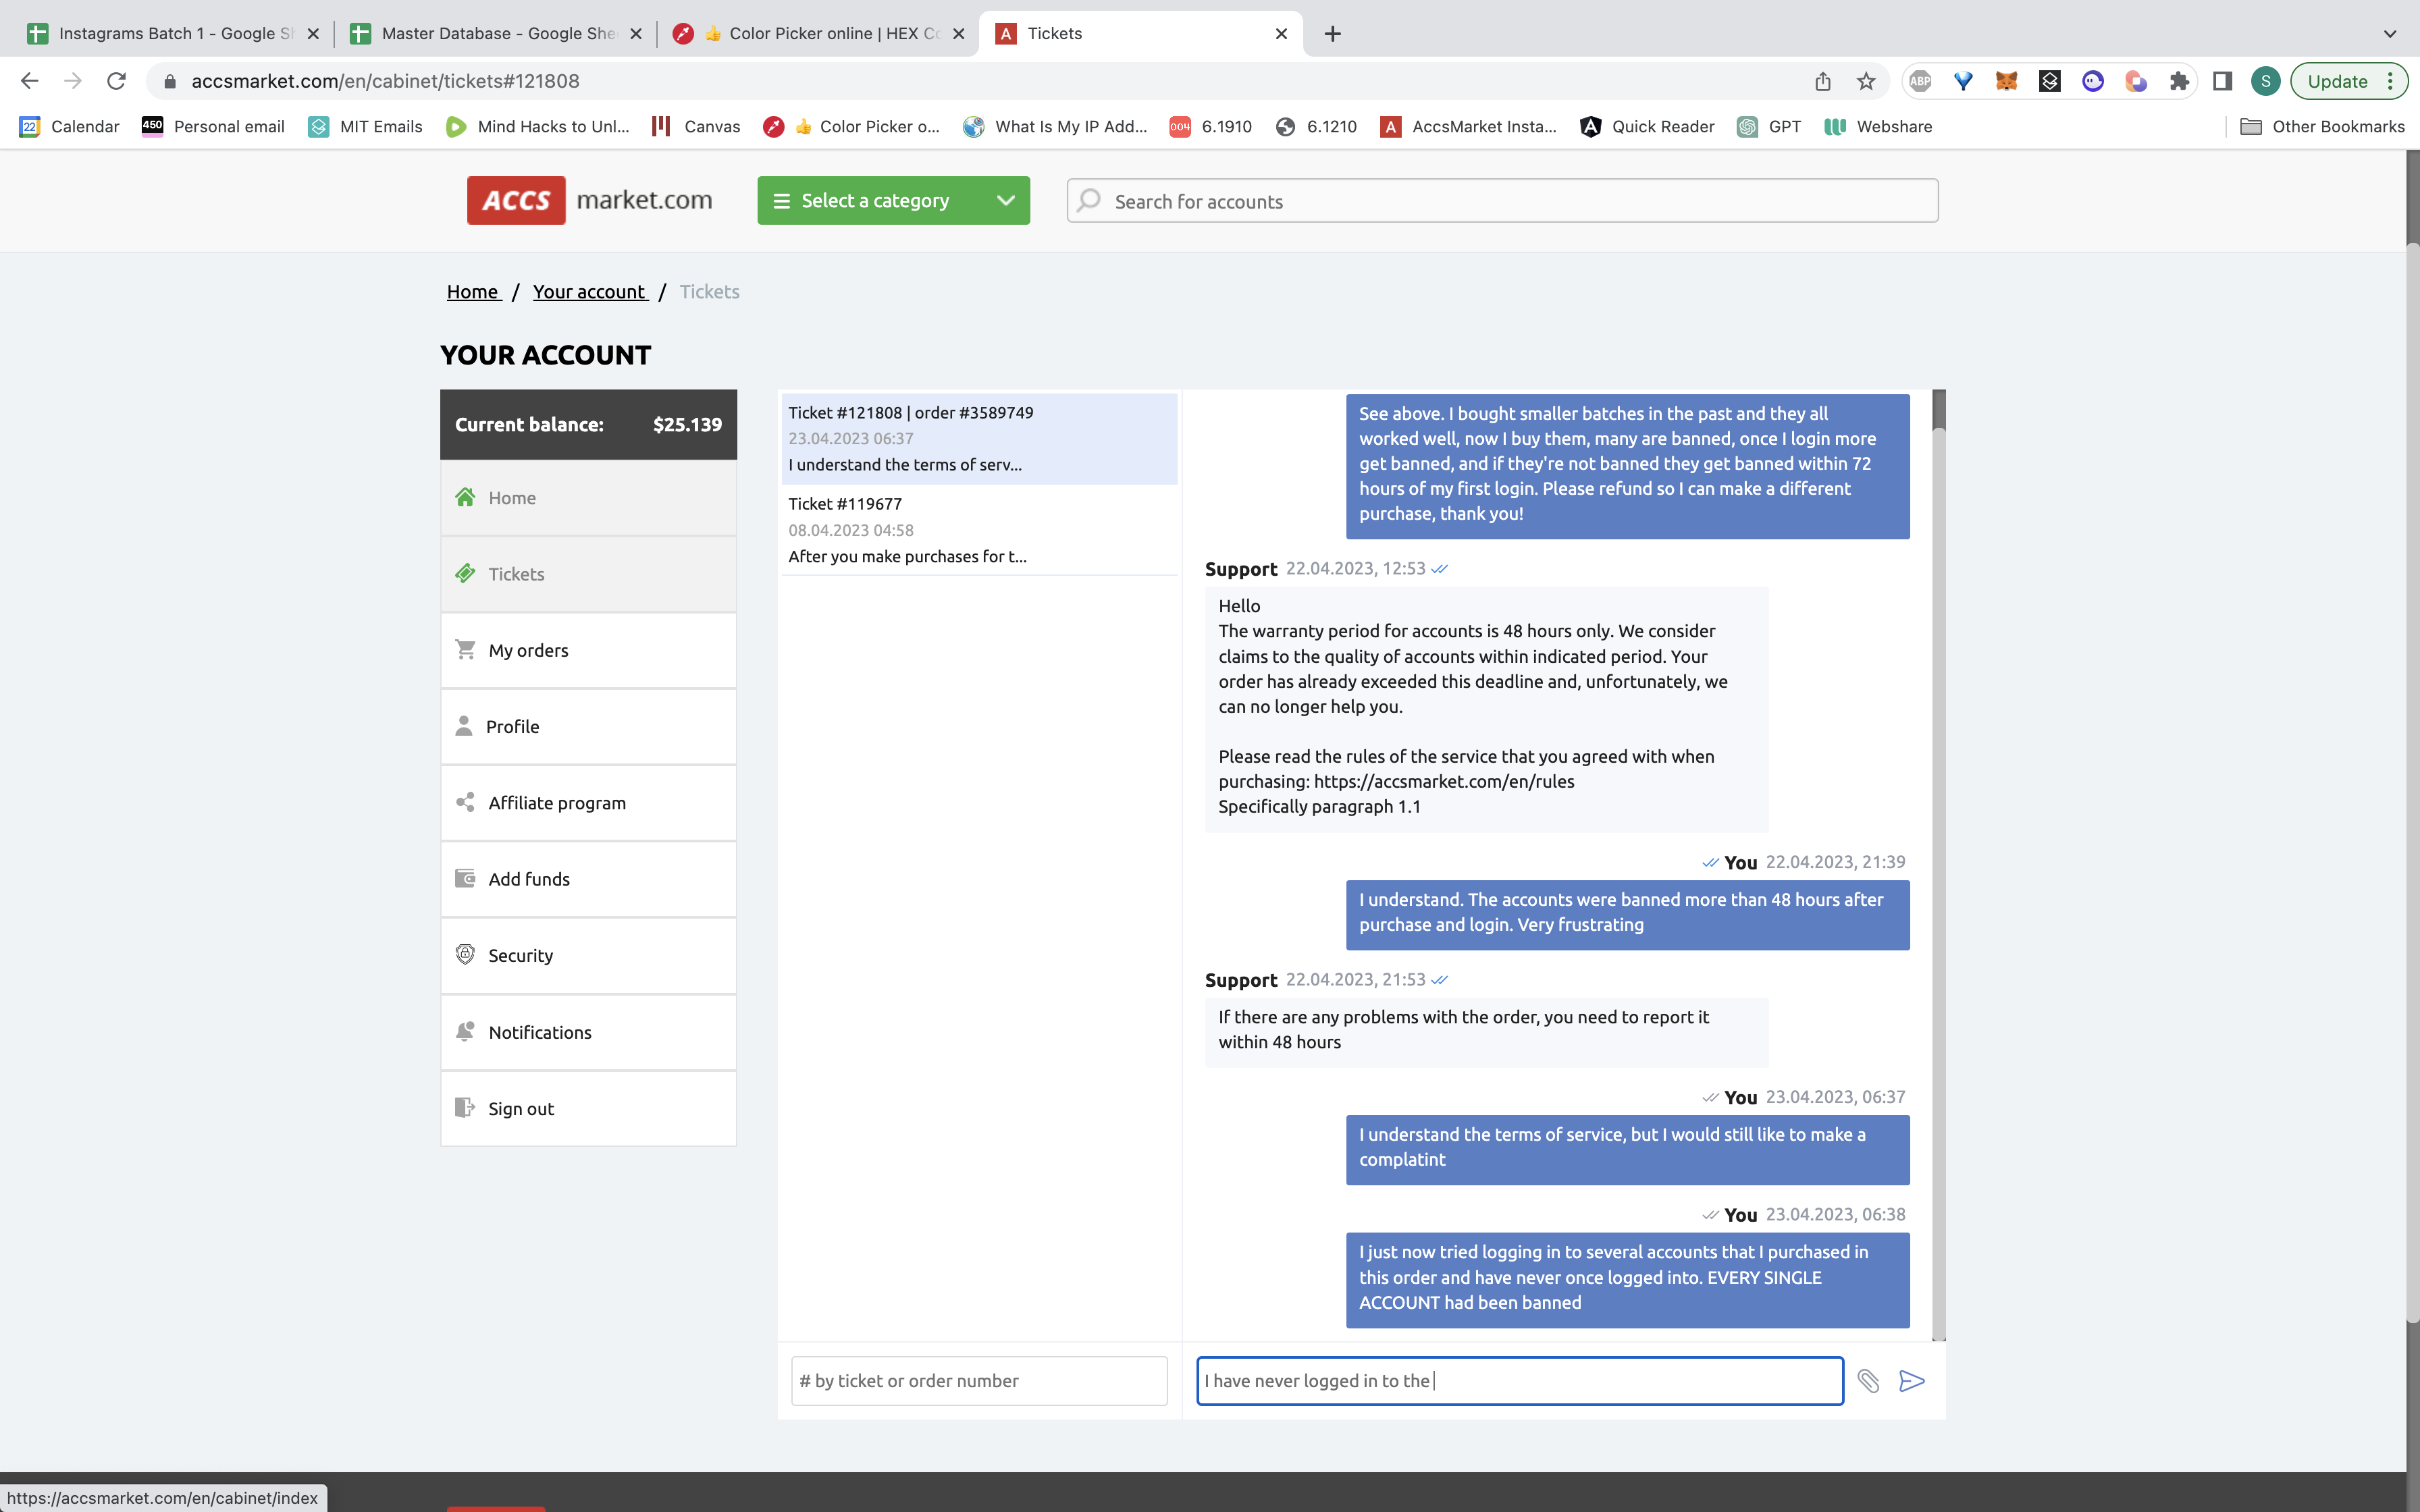 Instagrams Batch 1 - Google Sh
Master Database - Google Shee
👍 Color Picker online | HEX Co
A Tickets
accsmarket.com/en/cabinet/tickets#121808
ABP
S
Update
22 Calendar
450 Personal email
MIT Emails
Mind Hacks to Unl...
Canvas
👍 Color Picker o...
What Is My IP Add...
004 6.1910
6.1210
A AccsMarket Insta...
Quick Reader
GPT
Webshare
Other Bookmarks
ACCS market.com
Select a category
Search for accounts
Home / Your account / Tickets
YOUR ACCOUNT
Current balance: $25.139
Home
Tickets
My orders
Profile
Affiliate program
Add funds
Security
Notifications
Sign out
Ticket #121808 | order #3589749
23.04.2023 06:37
I understand the terms of serv...
Ticket #119677
08.04.2023 04:58
After you make purchases for t...
# by ticket or order number
See above. I bought smaller batches in the past and they all
worked well, now I buy them, many are banned, once I login more
get banned, and if they're not banned they get banned within 72
hours of my first login. Please refund so I can make a different
purchase, thank you!
Support 22.04.2023, 12:53
Hello
The warranty period for accounts is 48 hours only. We consider
claims to the quality of accounts within indicated period. Your
order has already exceeded this deadline and, unfortunately, we
can no longer help you.
Please read the rules of the service that you agreed with when
purchasing: https://accsmarket.com/en/rules
Specifically paragraph 1.1
You 22.04.2023, 21:39
I understand. The accounts were banned more than 48 hours after
purchase and login. Very frustrating
Support 22.04.2023, 21:53
If there are any problems with the order, you need to report it
within 48 hours
You 23.04.2023, 06:37
I understand the terms of service, but I would still like to make a
complatint
You 23.04.2023, 06:38
I just now tried logging in to several accounts that I purchased in
this order and have never once logged into. EVERY SINGLE
ACCOUNT had been banned
I have never logged in to the
https://accsmarket.com/en/cabinet/index